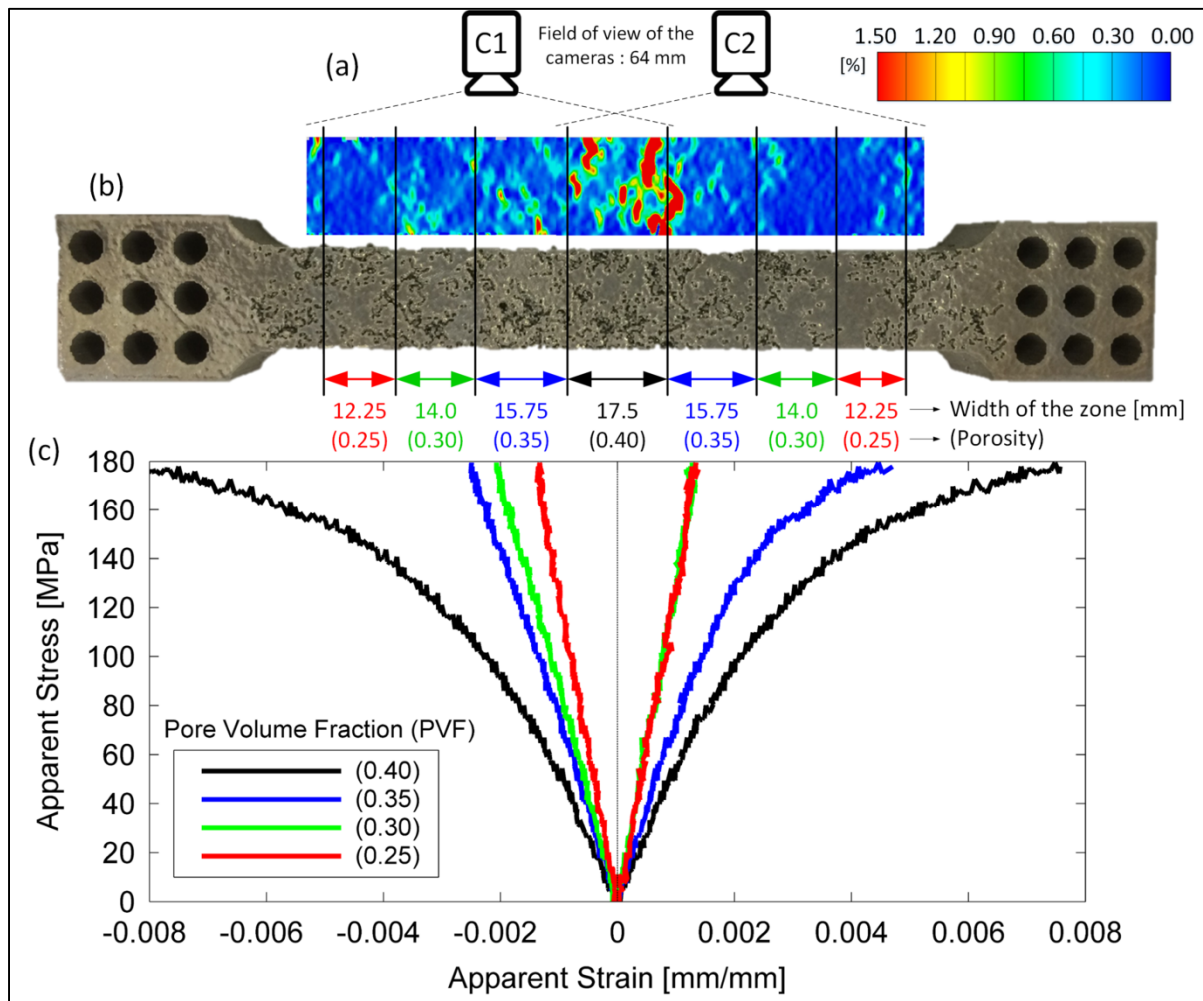 C1
Field of view of the
cameras : 64 mm
C2
1.50 1.20 0.90 0.60 0.30 0.00
[%]
(a)
(b)
12.25 14.0 15.75 17.5 15.75 14.0 12.25 Width of the zone [mm]
(0.25) (0.30) (0.35) (0.40) (0.35) (0.30) (0.25) (Porosity)
(c)
180
160
140
120
100
80
60
40
20
0
Apparent Stress [MPa]
Pore Volume Fraction (PVF)
(0.40)
(0.35)
(0.30)
(0.25)
-0.008 -0.006 -0.004 -0.002 0 0.002 0.004 0.006 0.008
Apparent Strain [mm/mm]